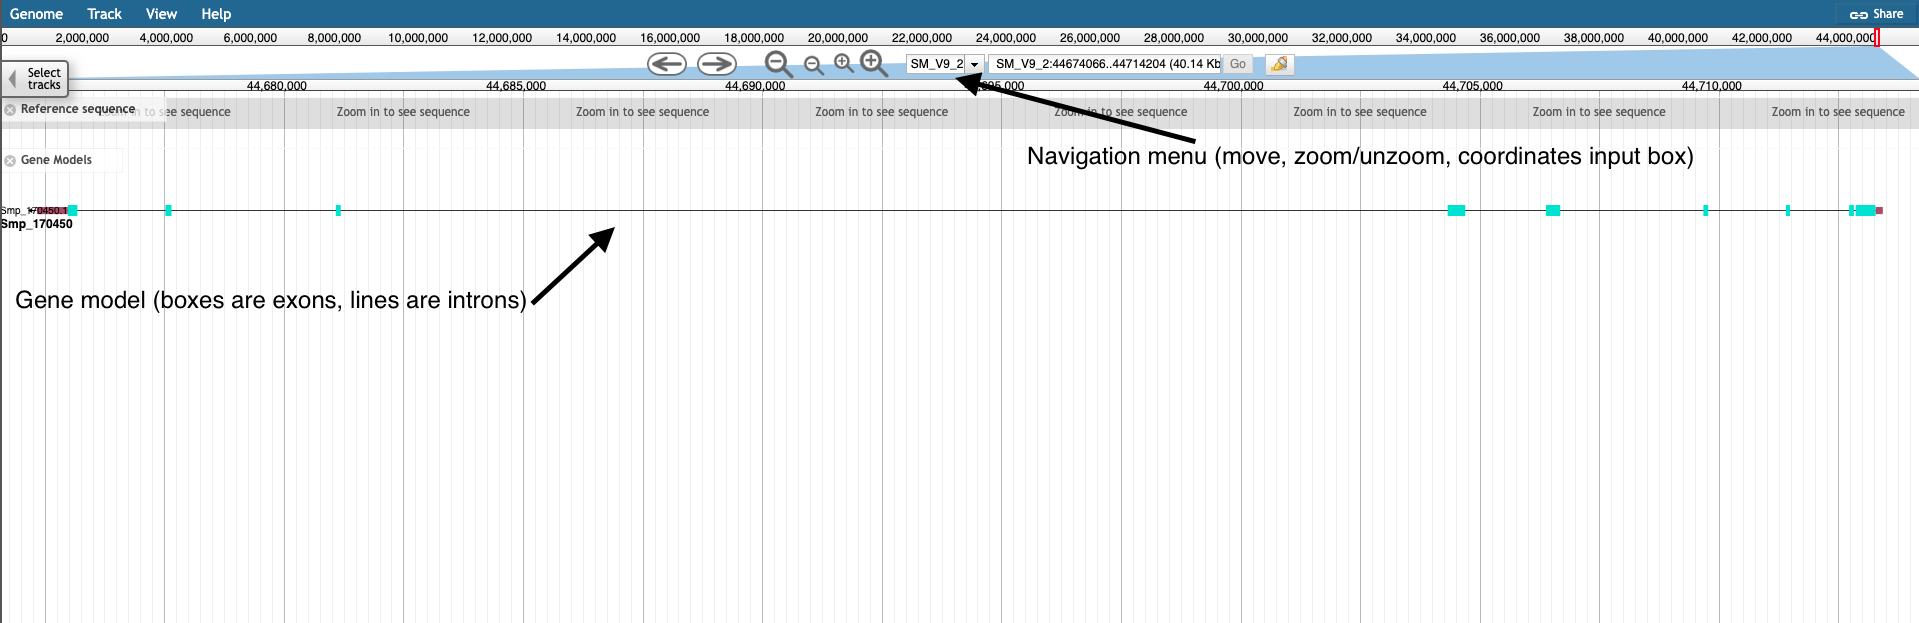 Genome Track View Help Share
0 2,000,000 4,000,000 6,000,000 8,000,000 10,000,000 12,000,000 14,000,000 16,000,000 18,000,000 20,000,000 22,000,000 24,000,000 26,000,000 28,000,000 30,000,000 32,000,000 34,000,000 36,000,000 38,000,000 40,000,000 42,000,000 44,000,000
SM_V9_2 SM_V9_2:44674066..44714204 (40.14 Kb Go
Select
tracks
44,680,000 44,685,000 44,690,000 44,700,000 44,705,000 44,710,000
Reference sequence
to see sequence Zoom in to see sequence Zoom in to see sequence Zoom in to see sequence Zoom in to see sequence Zoom in to see sequence Zoom in to see sequence Zoom in to see sequence
Navigation menu (move, zoom/unzoom, coordinates input box)
Gene Models
Smp_170450.1
Smp_170450
Gene model (boxes are exons, lines are introns)